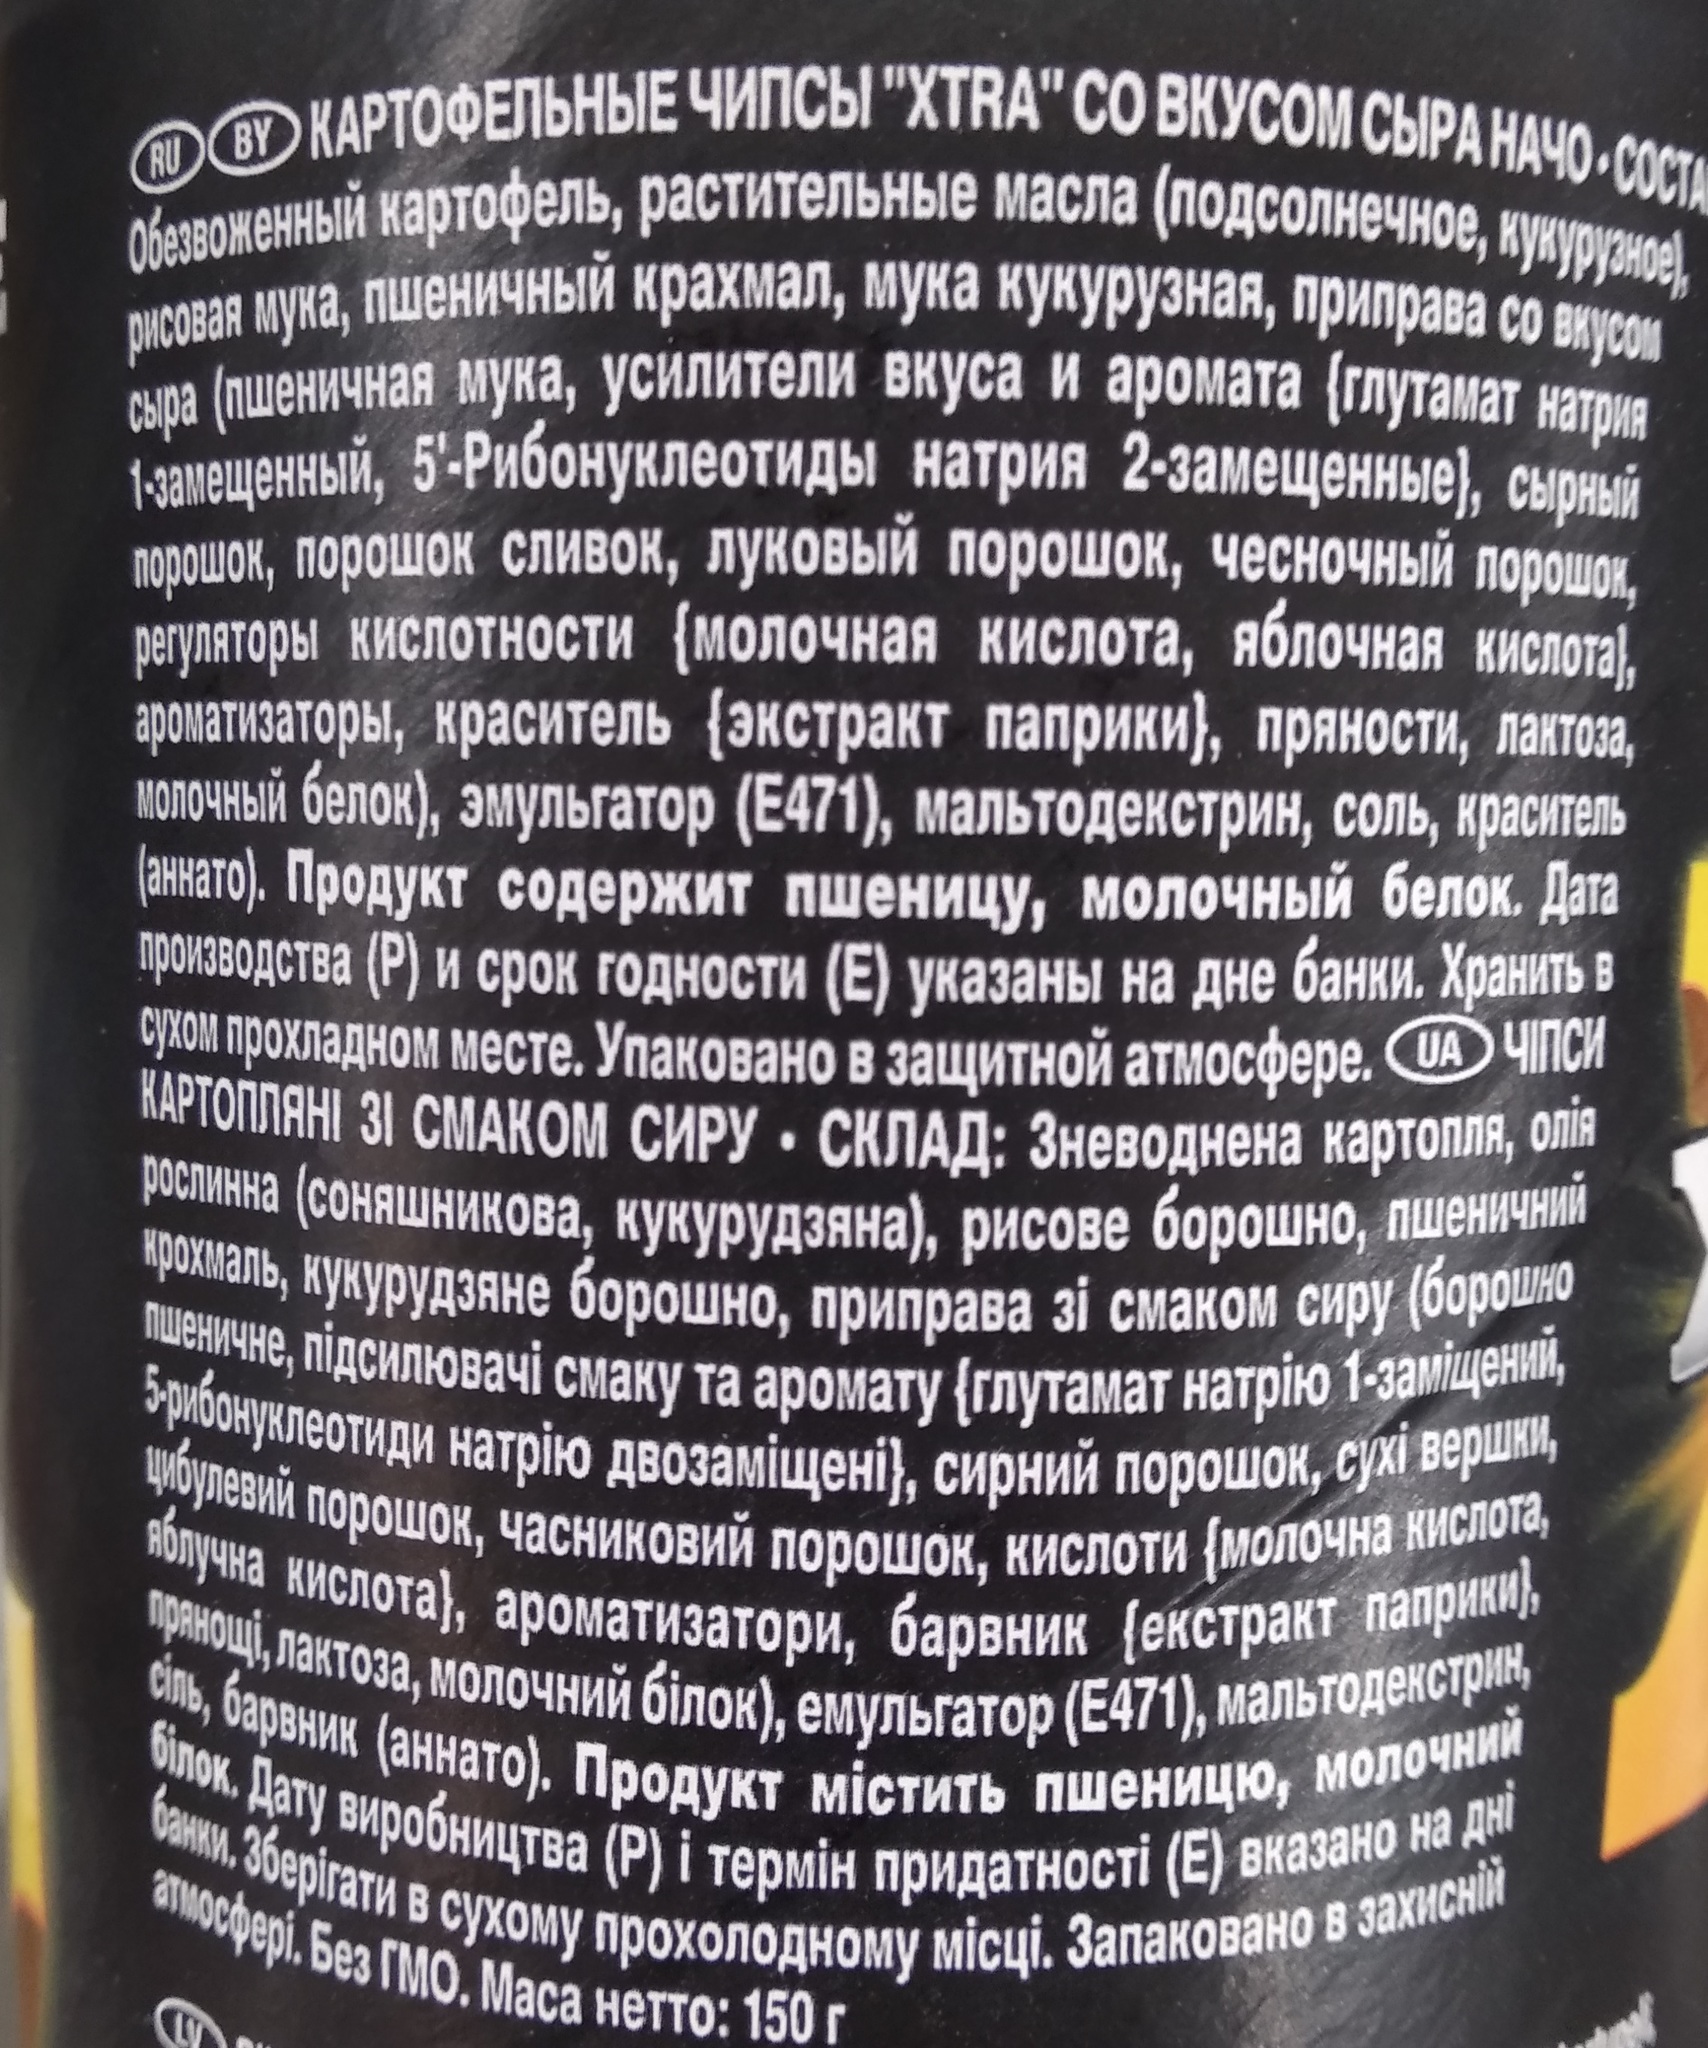 RU BY КАРТОФЕЛЬНЫЕ ЧИПСЫ "XTRA" СО ВКУСОМ СЫРА НАЧО • СОСТА
Обезвоженный картофель, растительные масла (подсолнечное, кукурузное),
рисовая мука, пшеничный крахмал, мука кукурузная, приправа со вкусом
сыра (пшеничная мука, усилители вкуса и аромата {глутамат натрия
1-замещенный, 5'-Рибонуклеотиды натрия 2-замещенные}, сырный
порошок, порошок сливок, луковый порошок, чесночный порошок,
регуляторы кислотности {молочная кислота, яблочная кислота},
ароматизаторы, краситель {экстракт паприки}, пряности, лактоза,
молочный белок), эмульгатор (Е471), мальтодекстрин, соль, краситель
(аннато). Продукт содержит пшеницу, молочный белок. Дата
производства (P) и срок годности (E) указаны на дне банки. Хранить в
сухом прохладном месте. Упаковано в защитной атмосфере. UA ЧІПСИ
КАРТОПЛЯНІ ЗІ СМАКОМ СИРУ • СКЛАД: Зневоднена картопля, олія
рослинна (соняшникова, кукурудзяна), рисове борошно, пшеничний
крохмаль, кукурудзяне борошно, приправа зі смаком сиру (борошно
пшеничне, підсилювачі смаку та аромату {глутамат натрію 1-заміщений,
5-рибонуклеотиди натрію двозаміщені}, сирний порошок, сухі вершки,
цибулевий порошок, часниковий порошок, кислоти {молочна кислота,
яблучна кислота}, ароматизатори, барвник {екстракт паприки},
прянощі, лактоза, молочний білок), емульгатор (Е471), мальтодекстрин,
сіль, барвник (аннато). Продукт містить пшеницю, молочний
білок. Дату виробництва (P) і термін придатності (E) вказано на дні
банки. Зберігати в сухому прохолодному місці. Запаковано в захисній
атмосфері. Без ГМО. Маса нетто: 150 г
LV